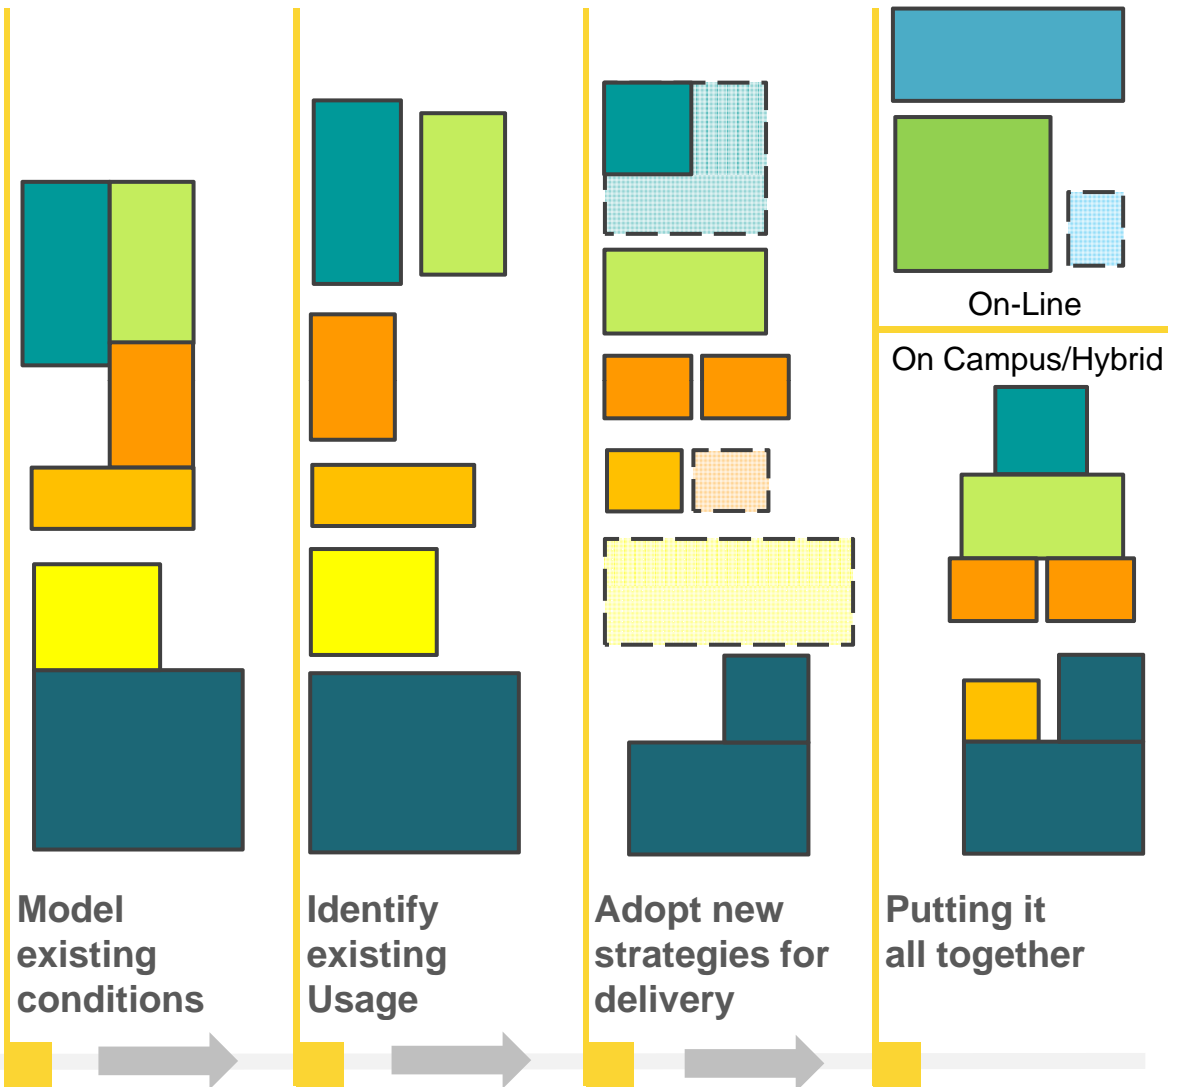 On-Line
On Campus/Hybrid
Model
existing
conditions
Identify
existing
Usage
Adopt new
strategies for
delivery
Putting it
all together